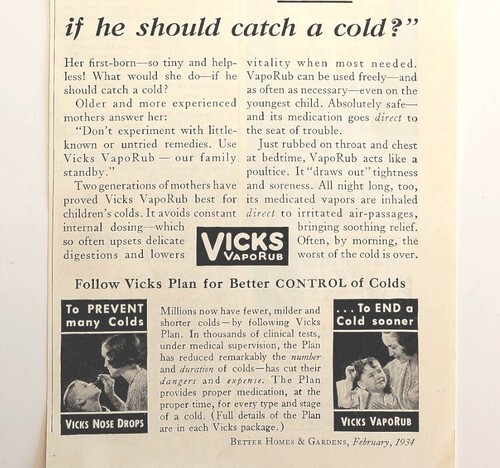 if he should catch a cold?”
Her first-born—so tiny and help-
less! What would she do—if he
should catch a cold?
Older and more experienced
mothers answer her:
“Don’t experiment with little-
known or untried remedies. Use
Vicks VapoRub — our family
standby.”
Two generations of mothers have
proved Vicks VapoRub best for
children’s colds. It avoids constant
internal dosing—which
so often upsets delicate
digestions and lowers
vitality when most needed.
VapoRub can be used freely—and
as often as necessary—even on the
youngest child. Absolutely safe—
and its medication goes direct to
the seat of trouble.
Just rubbed on throat and chest
at bedtime, VapoRub acts like a
poultice. It “draws out” tightness
and soreness. All night long, too,
its medicated vapors are inhaled
direct to irritated air-passages,
bringing soothing relief.
Often, by morning, the
worst of the cold is over.
VICKS
VAPORUB
Follow Vicks Plan for Better CONTROL of Colds
To PREVENT
many Colds
VICKS NOSE DROPS
Millions now have fewer, milder and
shorter colds—by following Vicks
Plan. In thousands of clinical tests,
under medical supervision, the Plan
has reduced remarkably the number
and duration of colds—has cut their
dangers and expense. The Plan
provides proper medication, at the
proper time, for every type and stage
of a cold. (Full details of the Plan
are in each Vicks package.)
. . . To END a
Cold sooner
VICKS VAPORUB
BETTER HOMES & GARDENS, February, 1934